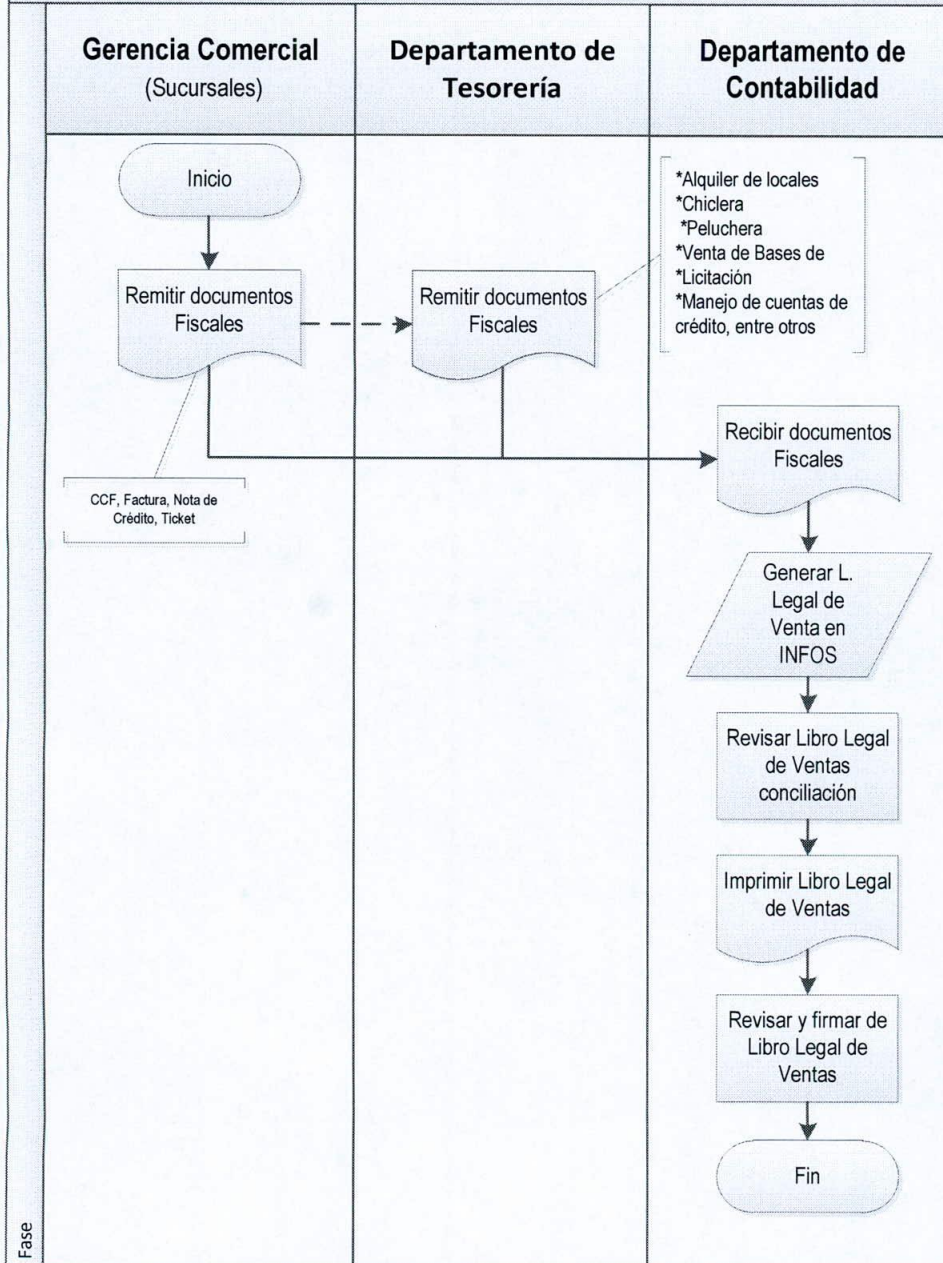 Gerencia Comercial
(Sucursales)
Departamento de
Tesorería
Departamento de
Contabilidad
Inicio
Remitir documentos
Fiscales
CCF, Factura, Nota de
Crédito, Ticket
Remitir documentos
Fiscales
*Alquiler de locales
*Chiclera
*Peluchera
*Venta de Bases de
*Licitación
*Manejo de cuentas de
crédito, entre otros
Recibir documentos
Fiscales
Generar L.
Legal de
Venta en
INFOS
Revisar Libro Legal
de Ventas
conciliación
Imprimir Libro Legal
de Ventas
Revisar y firmar de
Libro Legal de
Ventas
Fin
Fase